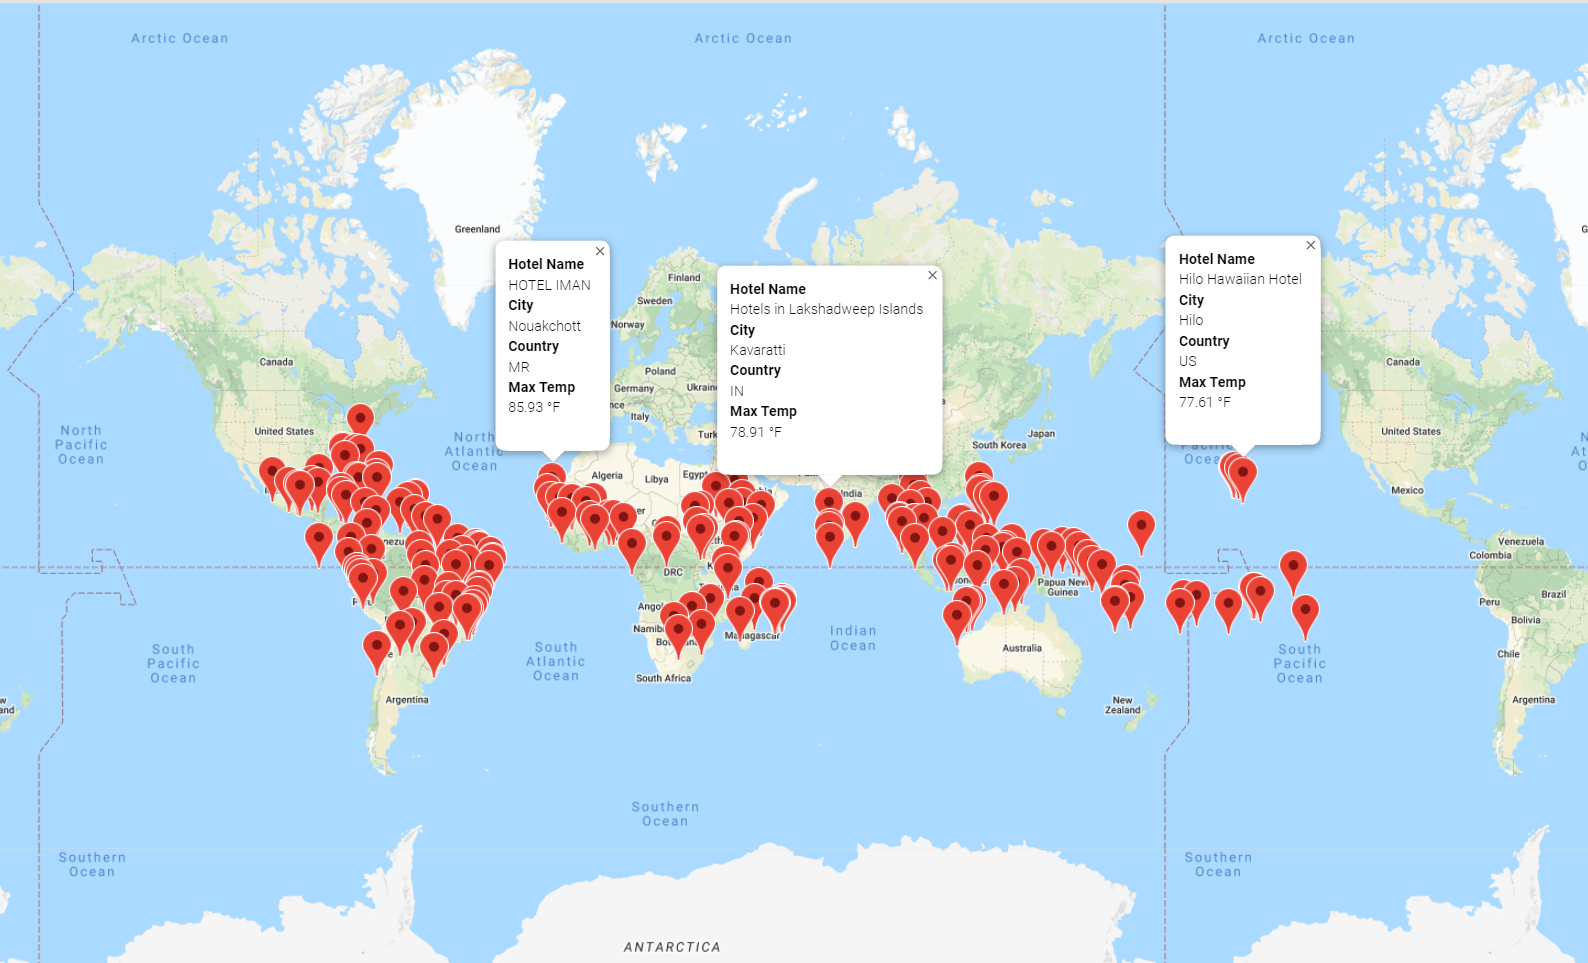 Arctic Ocean
Arctic Ocean
Arctic Ocean
Greenland
Finland
Sweden
Norway
Canada
Canada
Poland
Germany
Ukraine
Italy
Hotel Name
HOTEL IMAN
City
Nouakchott
Country
MR
Max Temp
85.93 °F
Hotel Name
Hotels in Lakshadweep Islands
City
Kavaratti
Country
IN
Max Temp
78.91 °F
Hotel Name
Hilo Hawaiian Hotel
City
Hilo
Country
US
Max Temp
77.61 °F
North
Pacific
Ocean
United States
United States
North
Atlantic
Ocean
South Korea
Japan
Algeria
Libya
Egypt
India
Mexico
Venezuela
Colombia
DRC
Papua New
Guinea
Peru
Brazil
Bolivia
Madagascar
Indian
Ocean
South
Pacific
Ocean
South
Atlantic
Ocean
Australia
South
Pacific
Ocean
Chile
South Africa
Argentina
Argentina
New
Zealand
Southern
Ocean
Southern
Ocean
Southern
Ocean
ANTARCTICA